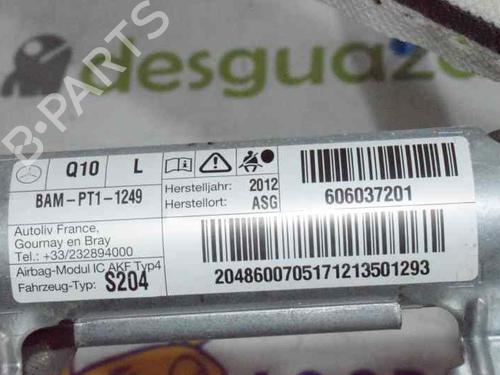 desguaze
B-PARTS
Q10 L
BAM-PT1-1249
Herstelljahr: 2012
Herstellort: ASG
606037201
Autoliv France,
Gournay en Bray
Tel.: +33/232894000
Airbag-Modul IC AKF Typ4
Fahrzeug-Typ: S204
2048600705171213501293